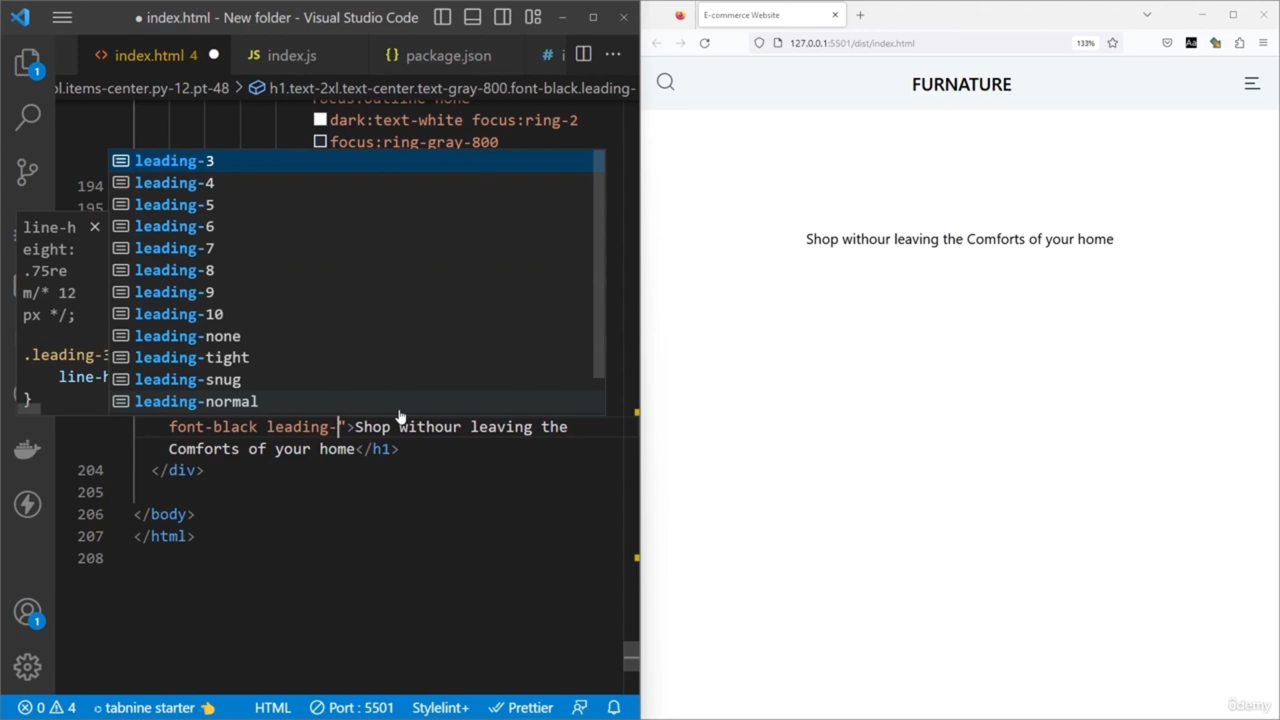 index.html - New folder - Visual Studio Code
index.html 4
index.js
package.json
ol.items-center.py-12.pt-48
h1.text-2xl.text-center.text-gray-800.font-Black.leading-
dark:text-white focus:ring-2
focus:ring-gray-800
leading-3
leading-4
leading-5
leading-6
leading-7
leading-8
leading-9
leading-10
leading-none
leading-tight
leading-snug
leading-normal
194
195
line-h
eight:
.75re
m/* 12
px */;
.leading-3
line-h
}
font-black leading-">Shop withour leaving the
Comforts of your home</h1>
204 </div>
205
206 </body>
207 </html>
208
1
1
0 4 tabnine starter HTML Port : 5501 Stylelint+ Prettier
E-commerce Website
127.0.0.1:5501/dist/index.html
133%
FURNATURE
Shop withour leaving the Comforts of your home
ûdemy